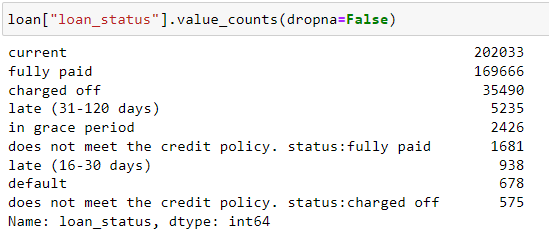 loan["loan_status"].value_counts(dropna=False)
current 202033
fully paid 169666
charged off 35490
late (31-120 days) 5235
in grace period 2426
does not meet the credit policy. status:fully paid 1681
late (16-30 days) 938
default 678
does not meet the credit policy. status:charged off 575
Name: loan_status, dtype: int64